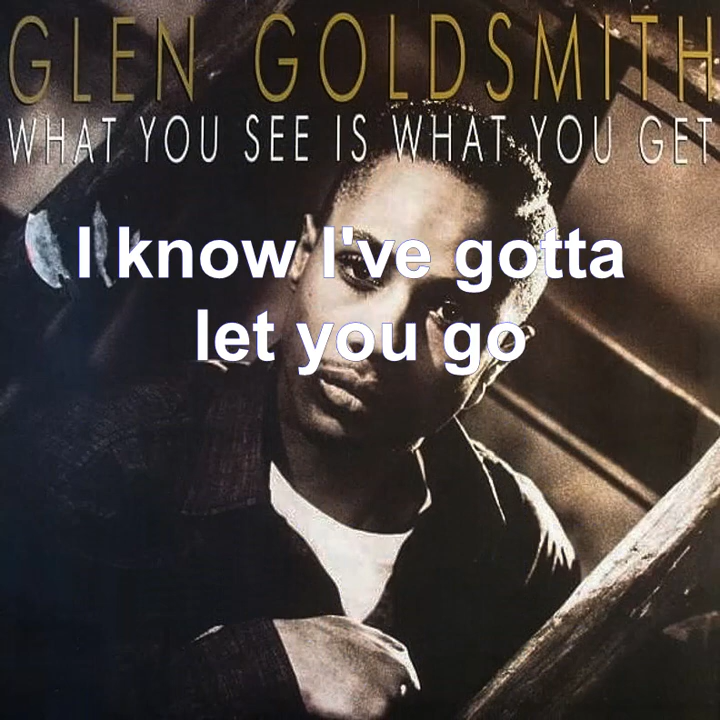 GLEN GOLDSMITH
WHAT YOU SEE IS WHAT YOU GET
I know I've gotta
let you go